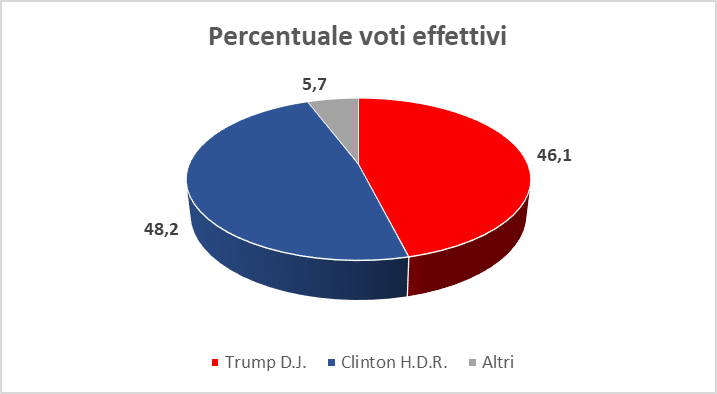 Percentuale voti effettivi
5,7
46,1
48,2
Trump D.J. Clinton H.D.R. Altri